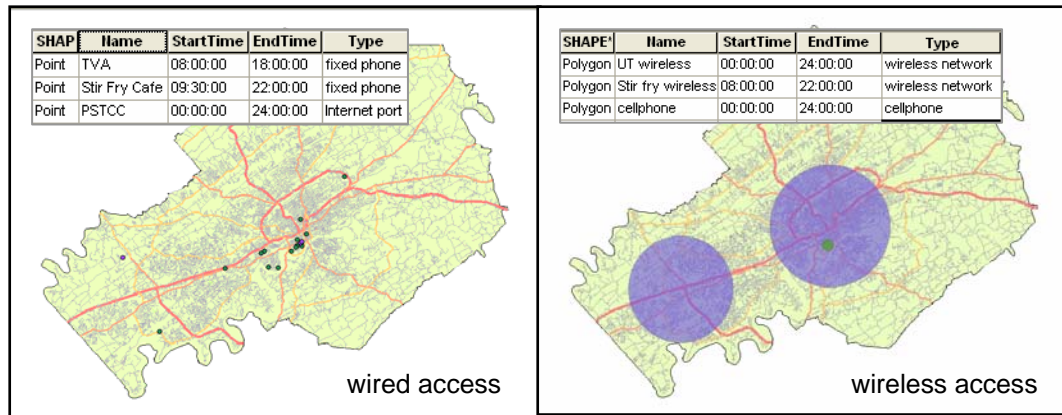 SHAP Name StartTime EndTime Type
Point TVA 08:00:00 18:00:00 fixed phone
Point Stir Fry Cafe 09:30:00 22:00:00 fixed phone
Point PSTCC 00:00:00 24:00:00 Internet port
wired access
SHAPE* Name StartTime EndTime Type
Polygon UT wireless 00:00:00 24:00:00 wireless network
Polygon Stir fry wireless 08:00:00 22:00:00 wireless network
Polygon cellphone 00:00:00 24:00:00 cellphone
wireless access